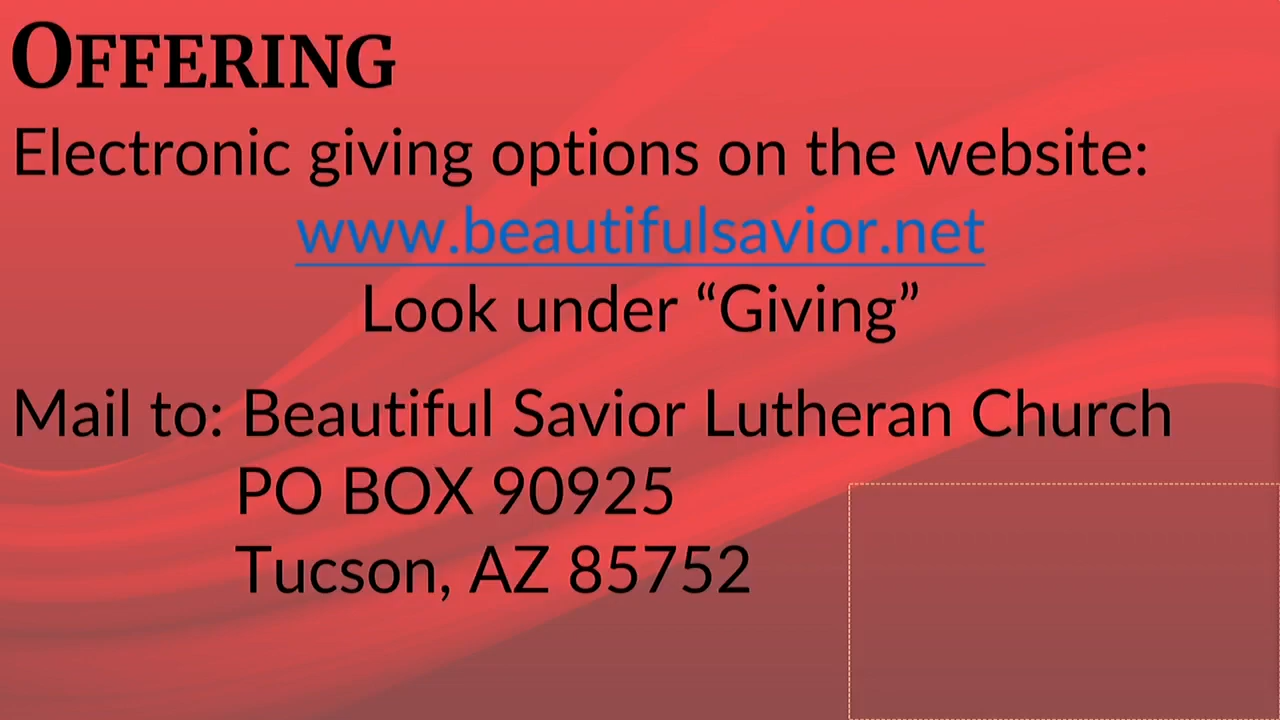 OFFERING
Electronic giving options on the website:
www.beautifulsavior.net
Look under “Giving”
Mail to: Beautiful Savior Lutheran Church
PO BOX 90925
Tucson, AZ 85752